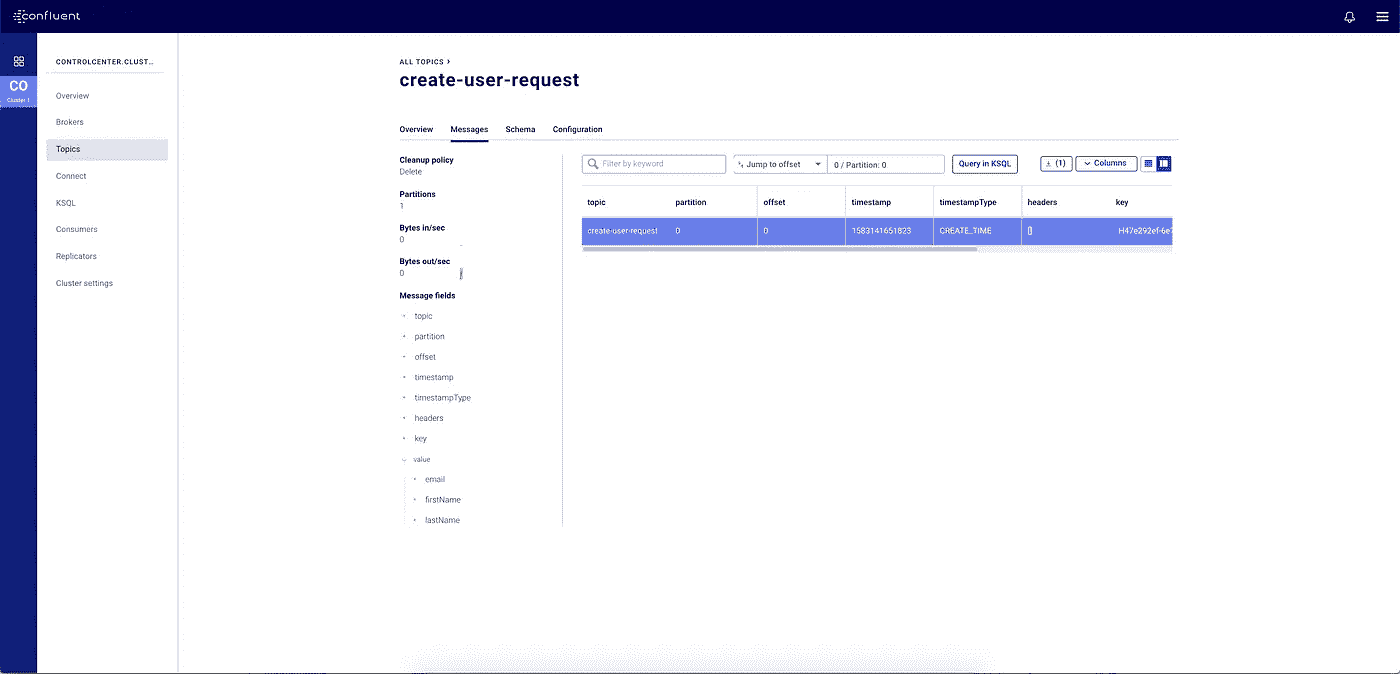 confluent
CO
Cluster 1
CONTROLCENTER.CLUST...
Overview
Brokers
Topics
Connect
KSQL
Consumers
Replicators
Cluster settings
ALL TOPICS >
create-user-request
Overview Messages Schema Configuration
Cleanup policy
Delete
Partitions
1
Bytes in/sec
0
Bytes out/sec
0
Message fields
topic
partition
offset
timestamp
timestampType
headers
key
value
email
firstName
lastName
Filter by keyword Jump to offset 0 / Partition: 0 Query in KSQL (1) Columns
topic partition offset timestamp timestampType headers key
create-user-request 0 0 1583141651823 CREATE_TIME [] H47e292ef-6e7